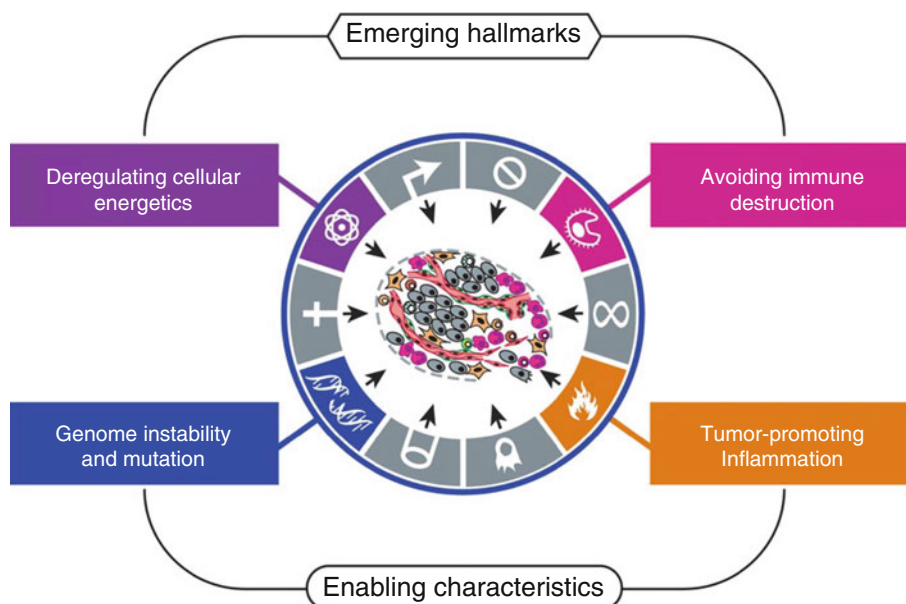 Emerging hallmarks
Deregulating cellular
energetics
Avoiding immune
destruction
Genome instability
and mutation
Tumor-promoting
Inflammation
Enabling characteristics